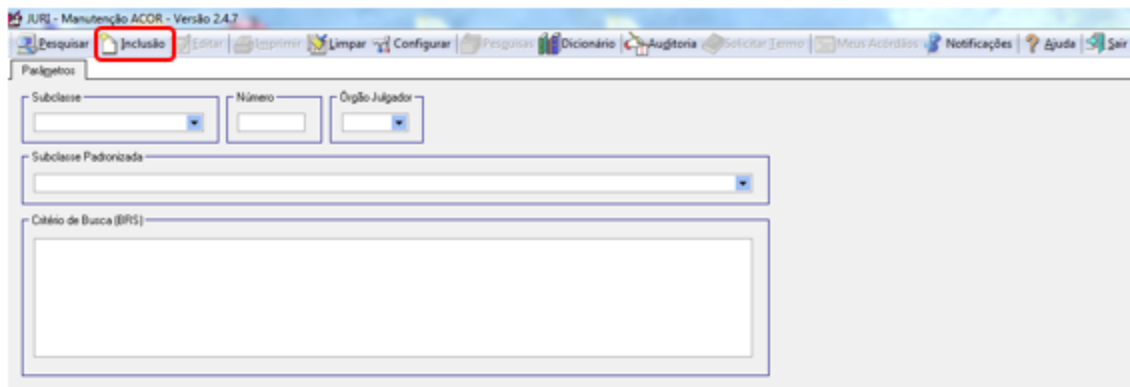 JURI - Manutenção ACOR - Versão 2.4.7
Pesquisar Inclusão Editar Imprimir Limpar Configurar Pesquisas Dicionário Auditoria Solicitar Termo Meus Acórdãos Notificações Ajuda Sair
Parâmetros
Subclasse Número Órgão Julgador
Subclasse Padronizada
Critério de Busca (BRS)